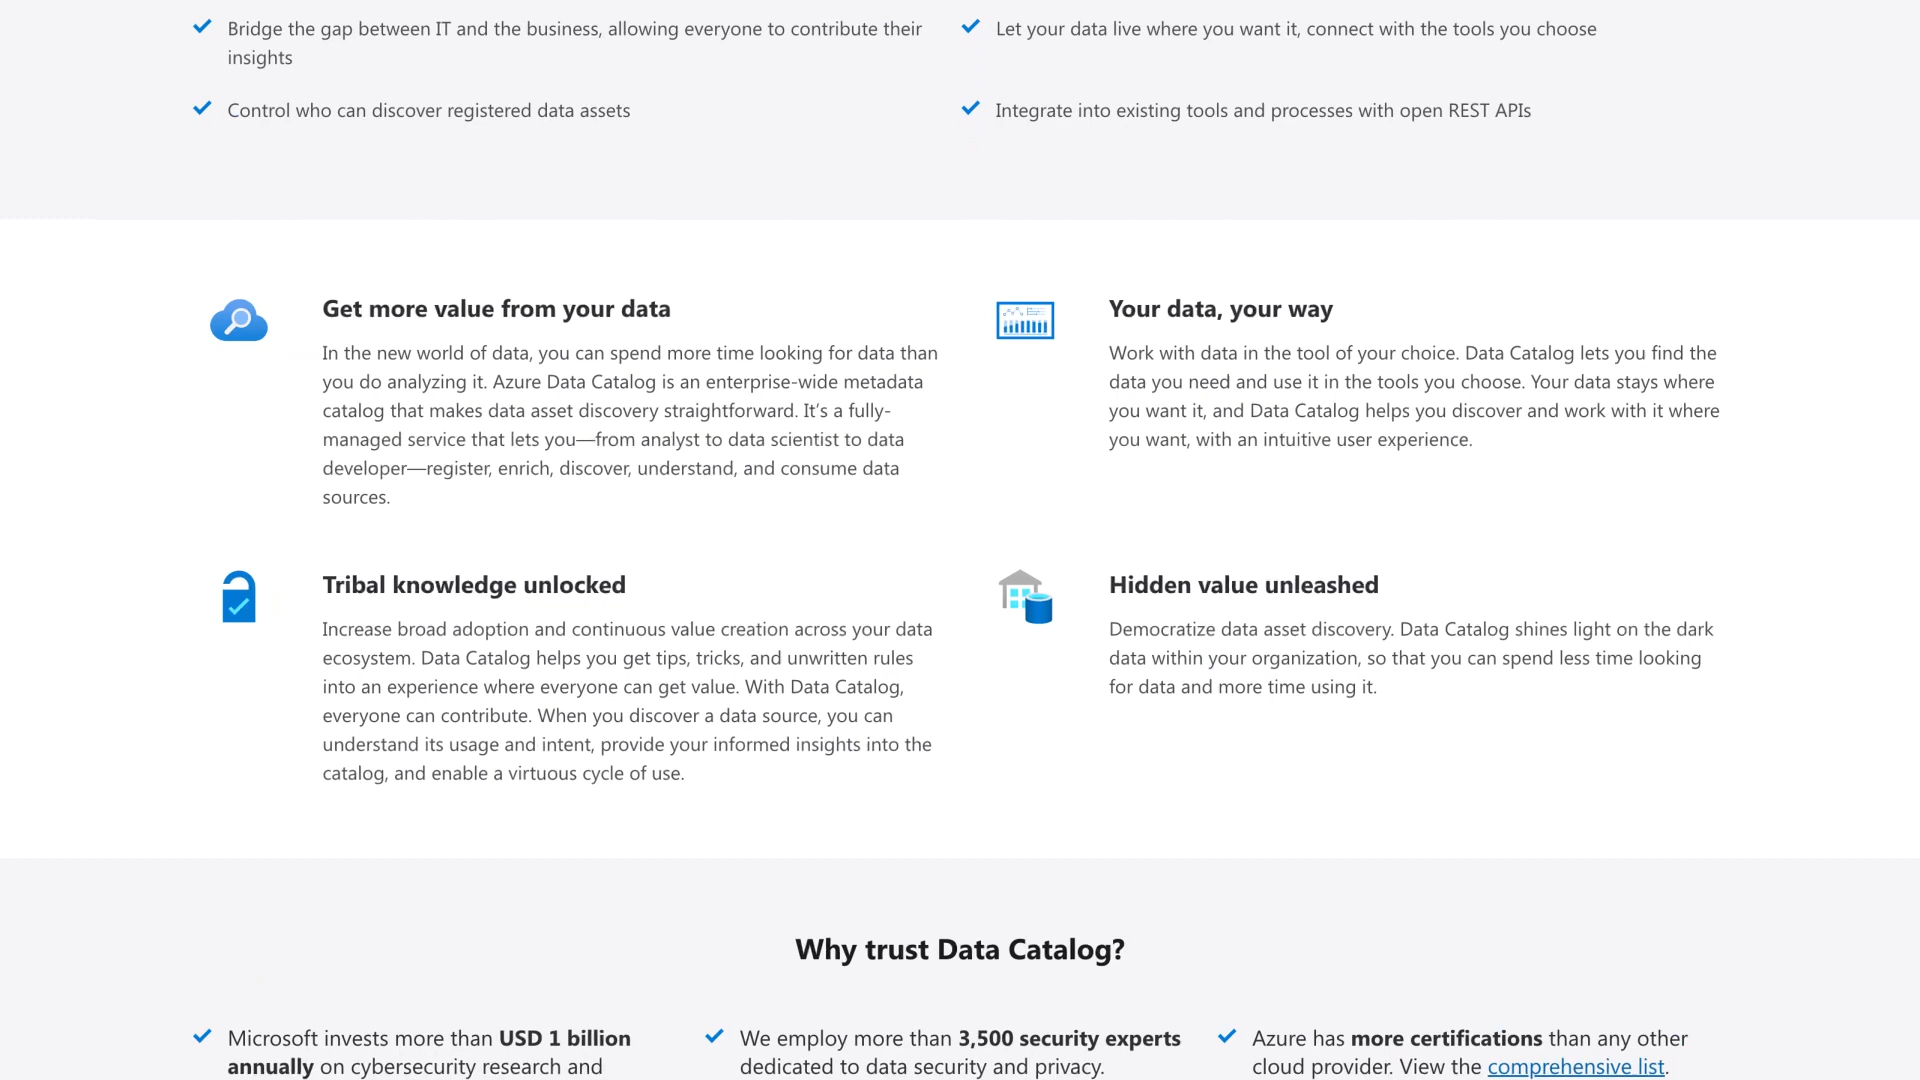 Bridge the gap between IT and the business, allowing everyone to contribute their
insights
Let your data live where you want it, connect with the tools you choose
Control who can discover registered data assets
Integrate into existing tools and processes with open REST APIs
Get more value from your data
In the new world of data, you can spend more time looking for data than
you do analyzing it. Azure Data Catalog is an enterprise-wide metadata
catalog that makes data asset discovery straightforward. It’s a fully-
managed service that lets you—from analyst to data scientist to data
developer—register, enrich, discover, understand, and consume data
sources.
Your data, your way
Work with data in the tool of your choice. Data Catalog lets you find the
data you need and use it in the tools you choose. Your data stays where
you want it, and Data Catalog helps you discover and work with it where
you want, with an intuitive user experience.
Tribal knowledge unlocked
Increase broad adoption and continuous value creation across your data
ecosystem. Data Catalog helps you get tips, tricks, and unwritten rules
into an experience where everyone can get value. With Data Catalog,
everyone can contribute. When you discover a data source, you can
understand its usage and intent, provide your informed insights into the
catalog, and enable a virtuous cycle of use.
Hidden value unleashed
Democratize data asset discovery. Data Catalog shines light on the dark
data within your organization, so that you can spend less time looking
for data and more time using it.
Why trust Data Catalog?
Microsoft invests more than USD 1 billion
annually on cybersecurity research and
We employ more than 3,500 security experts
dedicated to data security and privacy.
Azure has more certifications than any other
cloud provider. View the comprehensive list.